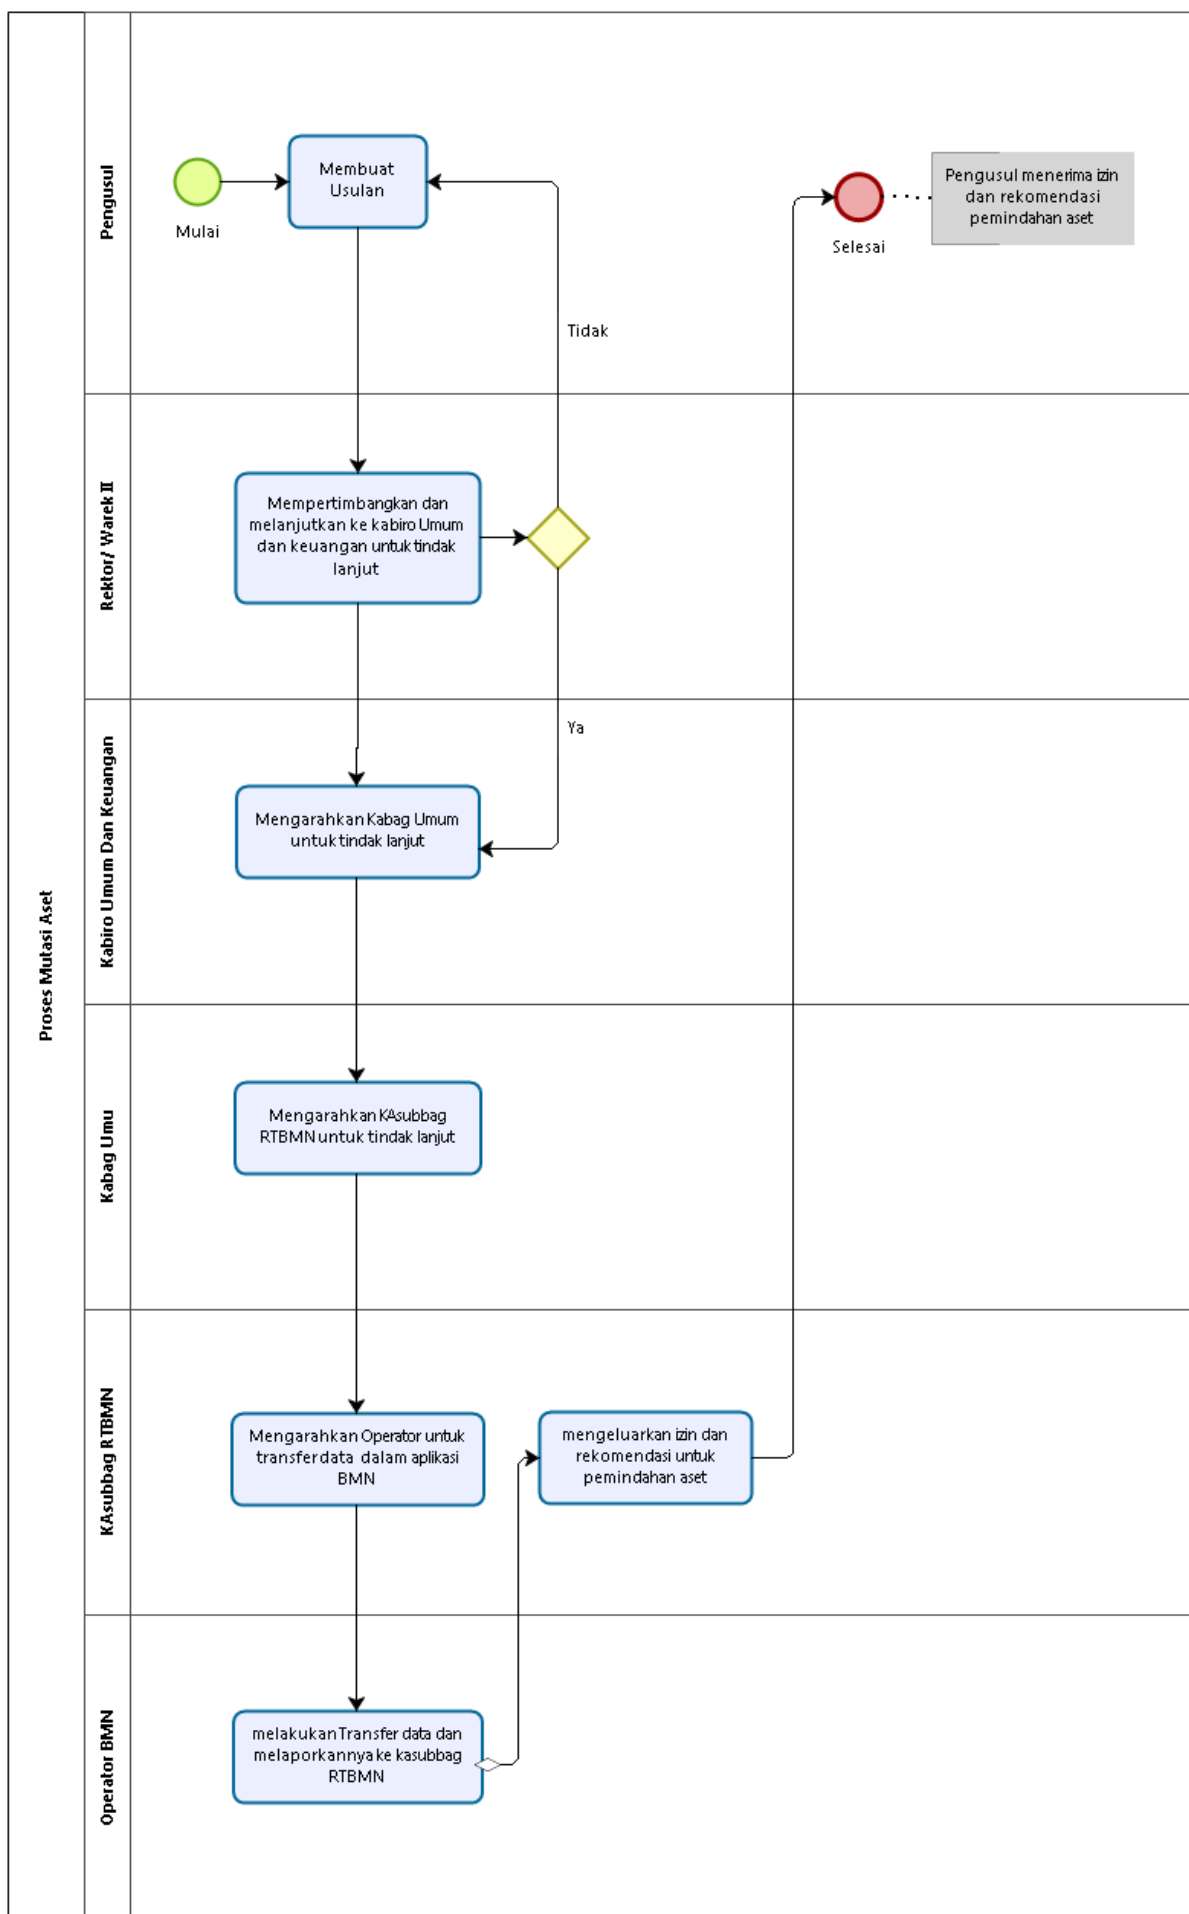 Proses Mutasi Aset
Pengusul
Mulai
Membuat
Usulan
Tidak
Selesai
Pengusul menerima izin
dan rekomendasi
pemindahan aset
Rektor/ Warek II
Mempertimbangkan dan
melanjutkan ke kabiro Umum
dan keuangan untuk tindak
lanjut
Kabiro Umum Dan Keuangan
Ya
Mengarahkan Kabag Umum
untuk tindak lanjut
Kabag Umu
Mengarahkan KAsubbag
RTBMN untuk tindak lanjut
KAsubbag RTBMN
Mengarahkan Operator untuk
transfer data dalam aplikasi
BMN
mengeluarkan izin dan
rekomendasi untuk
pemindahan aset
Operator BMN
melakukan Transfer data dan
melaporkannya ke kasubbag
RTBMN